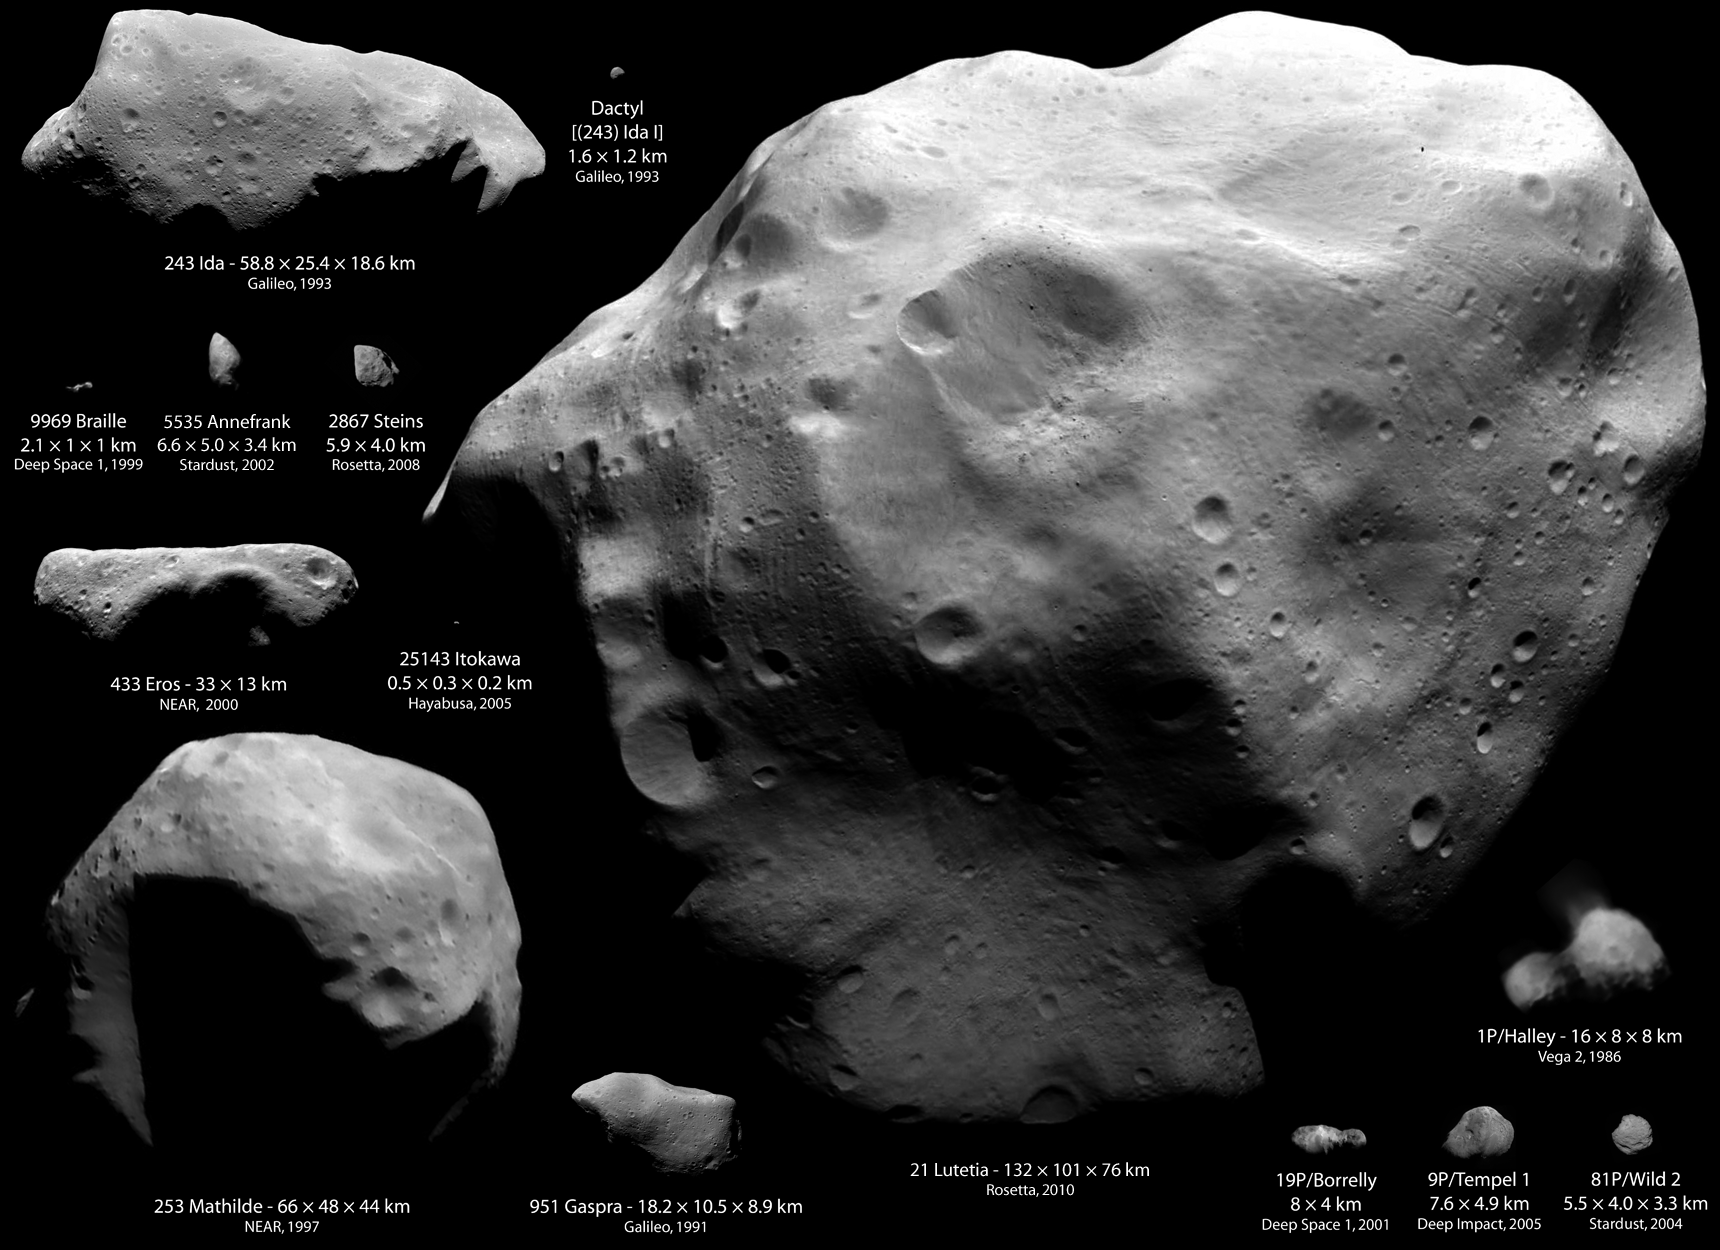 Dactyl
[(243) Ida I]
1.6 × 1.2 km
Galileo, 1993
243 Ida - 58.8 × 25.4 × 18.6 km
Galileo, 1993
9969 Braille
2.1 × 1 × 1 km
Deep Space 1, 1999
5535 Annefrank
6.6 × 5.0 × 3.4 km
Stardust, 2002
2867 Steins
5.9 × 4.0 km
Rosetta, 2008
433 Eros - 33 × 13 km
NEAR, 2000
25143 Itokawa
0.5 × 0.3 × 0.2 km
Hayabusa, 2005
253 Mathilde - 66 × 48 × 44 km
NEAR, 1997
951 Gaspra - 18.2 × 10.5 × 8.9 km
Galileo, 1991
21 Lutetia - 132 × 101 × 76 km
Rosetta, 2010
1P/Halley - 16 × 8 × 8 km
Vega 2, 1986
19P/Borrelly
8 × 4 km
Deep Space 1, 2001
9P/Tempel 1
7.6 × 4.9 km
Deep Impact, 2005
81P/Wild 2
5.5 × 4.0 × 3.3 km
Stardust, 2004